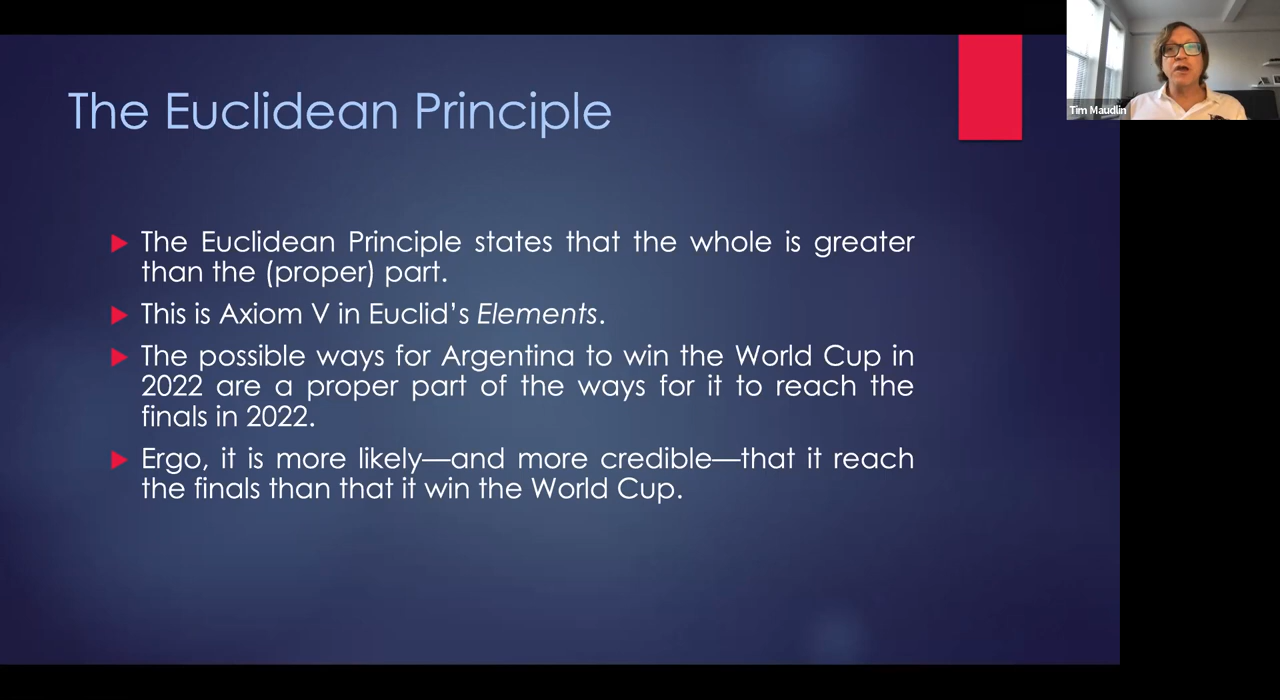 The Euclidean Principle
The Euclidean Principle states that the whole is greater
than the (proper) part.
This is Axiom V in Euclid’s Elements.
The possible ways for Argentina to win the World Cup in
2022 are a proper part of the ways for it to reach the
finals in 2022.
Ergo, it is more likely—and more credible—that it reach
the finals than that it win the World Cup.
Tim Maudlin